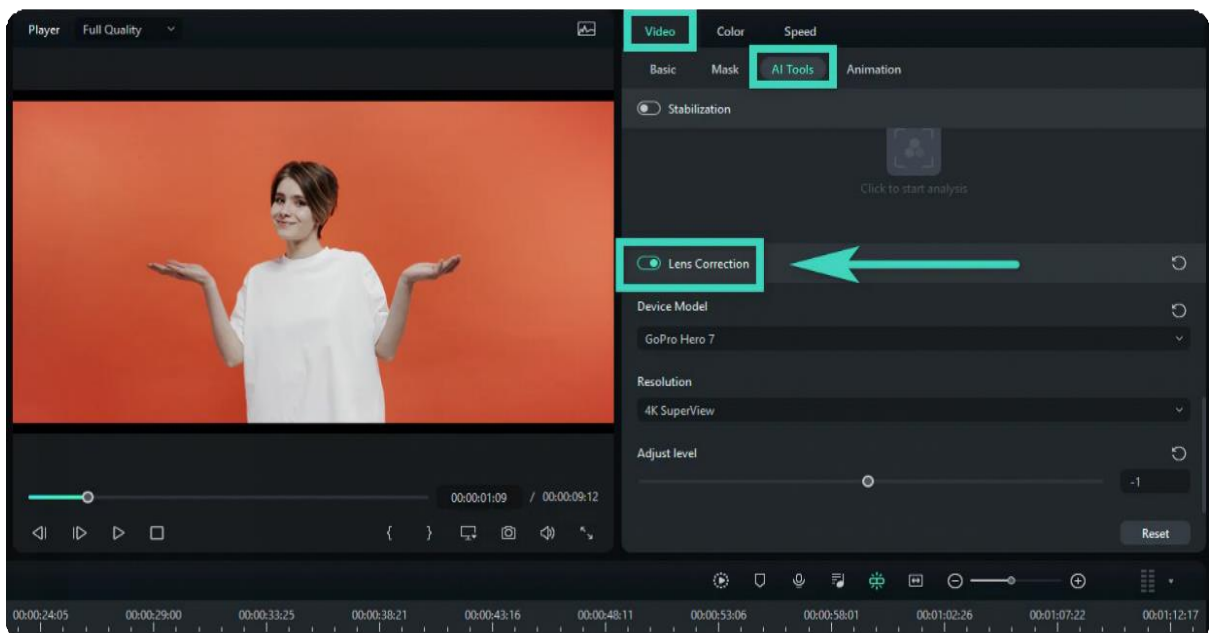 Player Full Quality
Video Color Speed
Basic Mask AI Tools Animation
Stabilization
Click to start analysis
Lens Correction
Device Model
GoPro Hero 7
Resolution
4K SuperView
Adjust level
-1
00:00:01:09 / 00:00:09:12
{ }
Reset
00:00:24:05 00:00:29:00 00:00:33:25 00:00:38:21 00:00:43:16 00:00:48:11 00:00:53:06 00:00:58:01 00:01:02:26 00:01:07:22 00:01:12:17